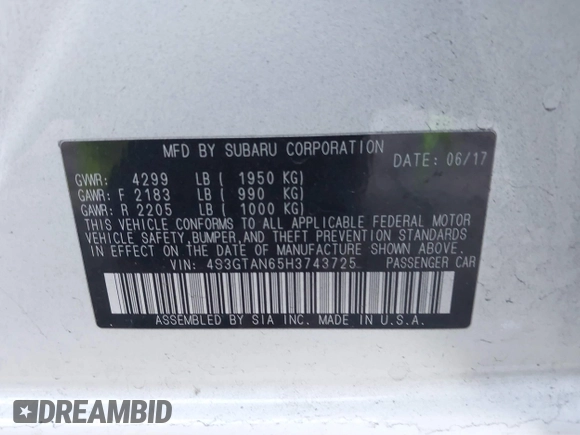 MFD BY SUBARU CORPORATION
DATE: 06/17
GVWR: 4299 LB ( 1950 KG)
GAWR: F 2183 LB ( 990 KG)
GAWR: R 2205 LB ( 1000 KG)
THIS VEHICLE CONFORMS TO ALL APPLICABLE FEDERAL MOTOR
VEHICLE SAFETY, BUMPER, AND THEFT PREVENTION STANDARDS
IN EFFECT ON THE DATE OF MANUFACTURE SHOWN ABOVE.
VIN: 4S3GTAN65H3743725 PASSENGER CAR
ASSEMBLED BY SIA INC. MADE IN U.S.A.
DREAMBID